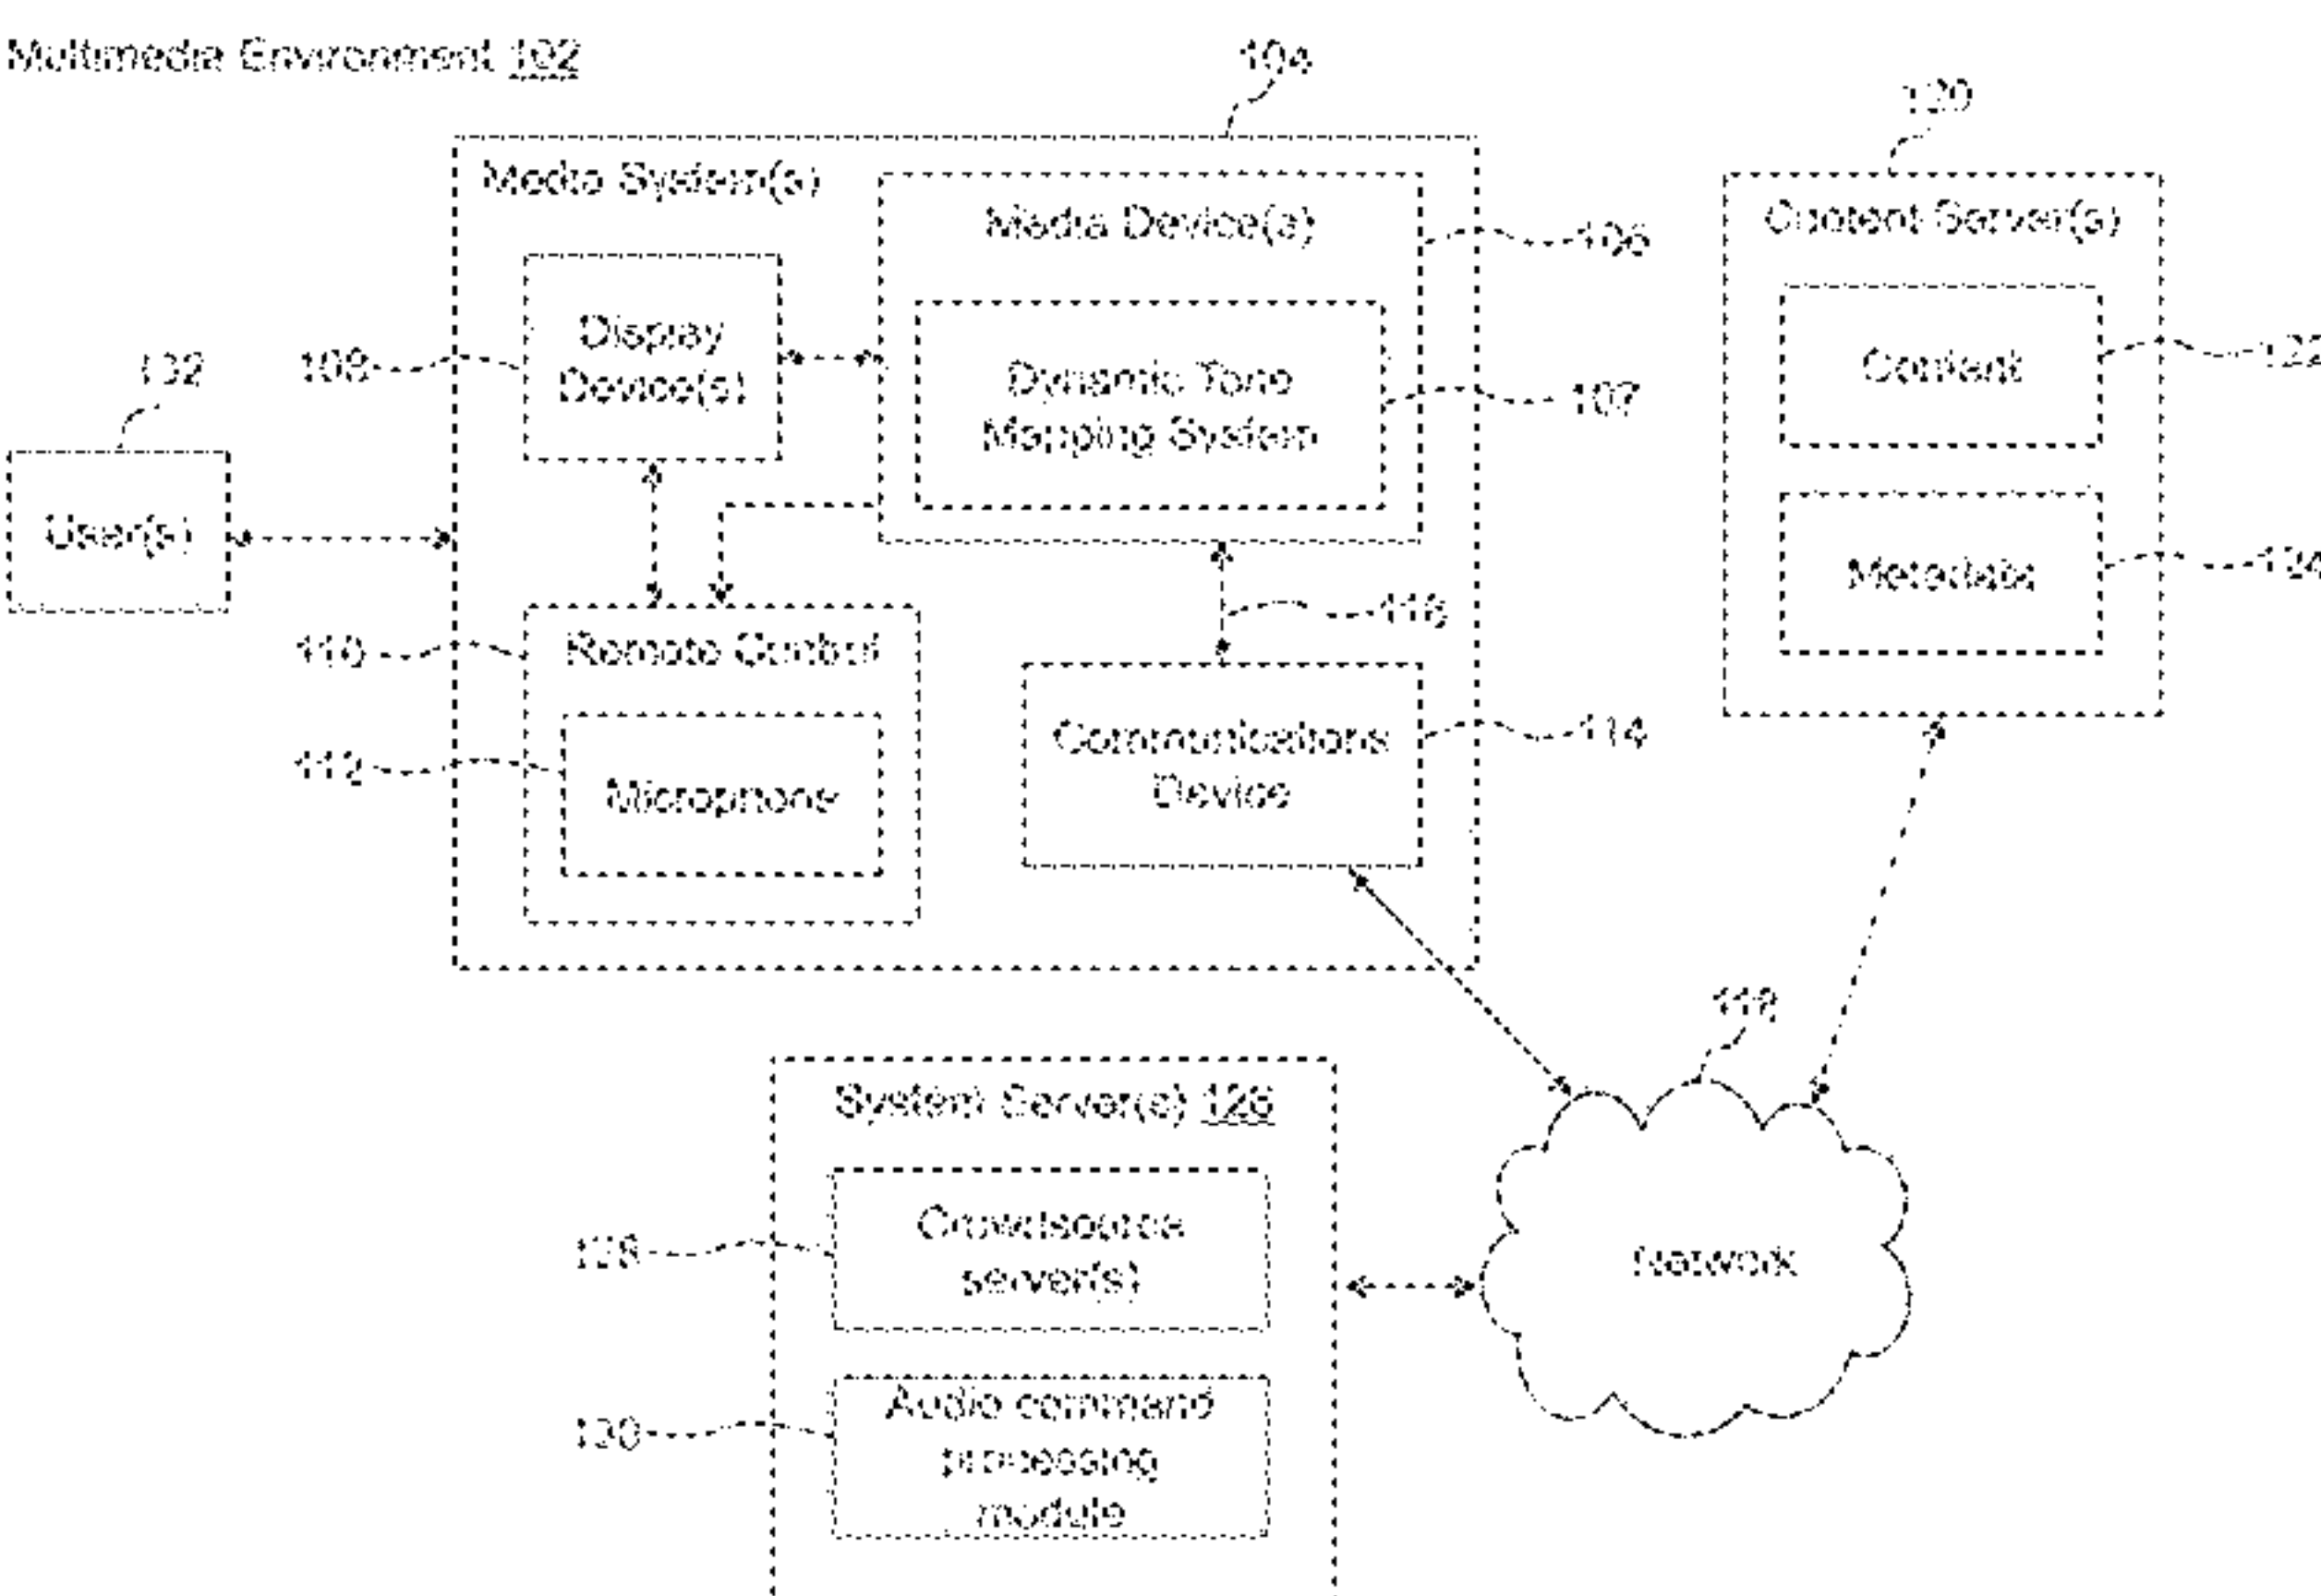 Multimedia Environment 102
104
120
Media System(s)
Media Device(s)
106
Content Server(s)
Display
Device(s)
108
Dynamic Tone
Mapping System
107
Content
122
132
User(s)
Metadata
124
116
110
Remote Control
112
Microphone
Communications
Device
114
118
System Server(s) 126
Crowdsource
server(s)
128
Network
Audio command
processing
module
130